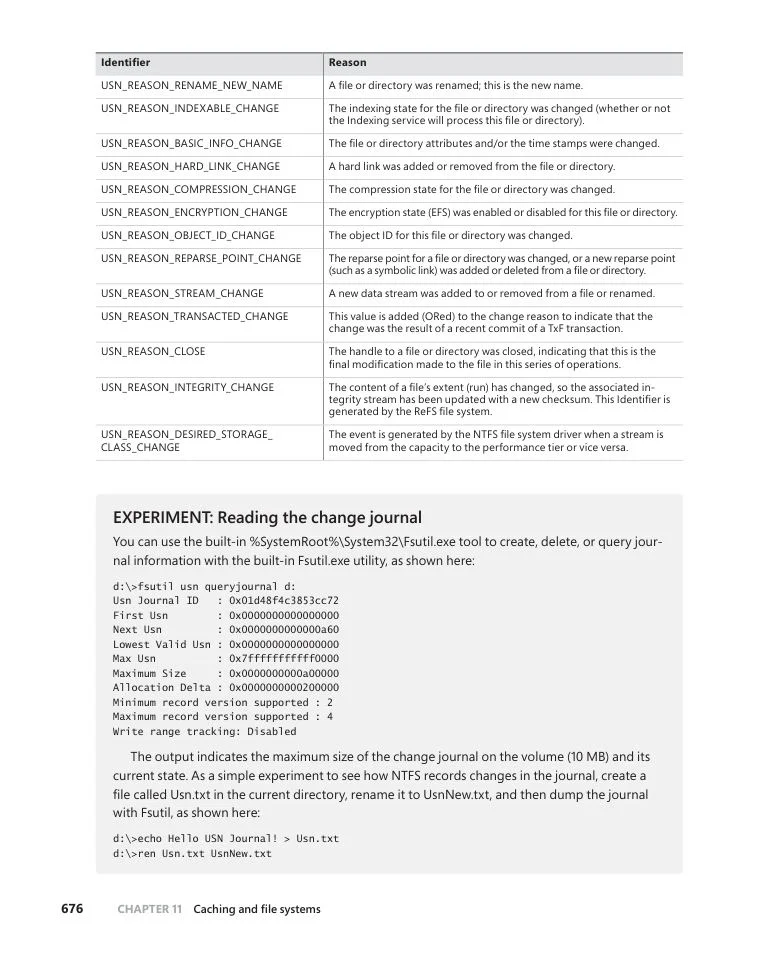 Identifier Reason
USN_REASON_RENAME_NEW_NAME A file or directory was renamed; this is the new name.
USN_REASON_INDEXABLE_CHANGE The indexing state for the file or directory was changed (whether or not
the Indexing service will process this file or directory).
USN_REASON_BASIC_INFO_CHANGE The file or directory attributes and/or the time stamps were changed.
USN_REASON_HARD_LINK_CHANGE A hard link was added or removed from the file or directory.
USN_REASON_COMPRESSION_CHANGE The compression state for the file or directory was changed.
USN_REASON_ENCRYPTION_CHANGE The encryption state (EFS) was enabled or disabled for this file or directory.
USN_REASON_OBJECT_ID_CHANGE The object ID for this file or directory was changed.
USN_REASON_REPARSE_POINT_CHANGE The reparse point for a file or directory was changed, or a new reparse point
(such as a symbolic link) was added or deleted from a file or directory.
USN_REASON_STREAM_CHANGE A new data stream was added to or removed from a file or renamed.
USN_REASON_TRANSACTED_CHANGE This value is added (ORed) to the change reason to indicate that the
change was the result of a recent commit of a TxF transaction.
USN_REASON_CLOSE The handle to a file or directory was closed, indicating that this is the
final modification made to the file in this series of operations.
USN_REASON_INTEGRITY_CHANGE The content of a file's extent (run) has changed, so the associated in-
tegrity stream has been updated with a new checksum. This Identifier is
generated by the ReFS file system.
USN_REASON_DESIRED_STORAGE_ The event is generated by the NTFS file system driver when a stream is
CLASS_CHANGE moved from the capacity to the performance tier or vice versa.
EXPERIMENT: Reading the change journal
You can use the built-in %SystemRoot%\System32\Fsutil.exe tool to create, delete, or query jour-
nal information with the built-in Fsutil.exe utility, as shown here:
d:\>fsutil usn queryjournal d:
Usn Journal ID : 0x01d48f4c3853cc72
First Usn : 0x0000000000000000
Next Usn : 0x0000000000000a60
Lowest Valid Usn : 0x0000000000000000
Max Usn : 0x7fffffffffff0000
Maximum Size : 0x0000000000a00000
Allocation Delta : 0x0000000000200000
Minimum record version supported : 2
Maximum record version supported : 4
Write range tracking: Disabled
The output indicates the maximum size of the change journal on the volume (10 MB) and its
current state. As a simple experiment to see how NTFS records changes in the journal, create a
file called Usn.txt in the current directory, rename it to UsnNew.txt, and then dump the journal
with Fsutil, as shown here:
d:\>echo Hello USN Journal! > Usn.txt
d:\>ren Usn.txt UsnNew.txt
676 CHAPTER 11 Caching and file systems